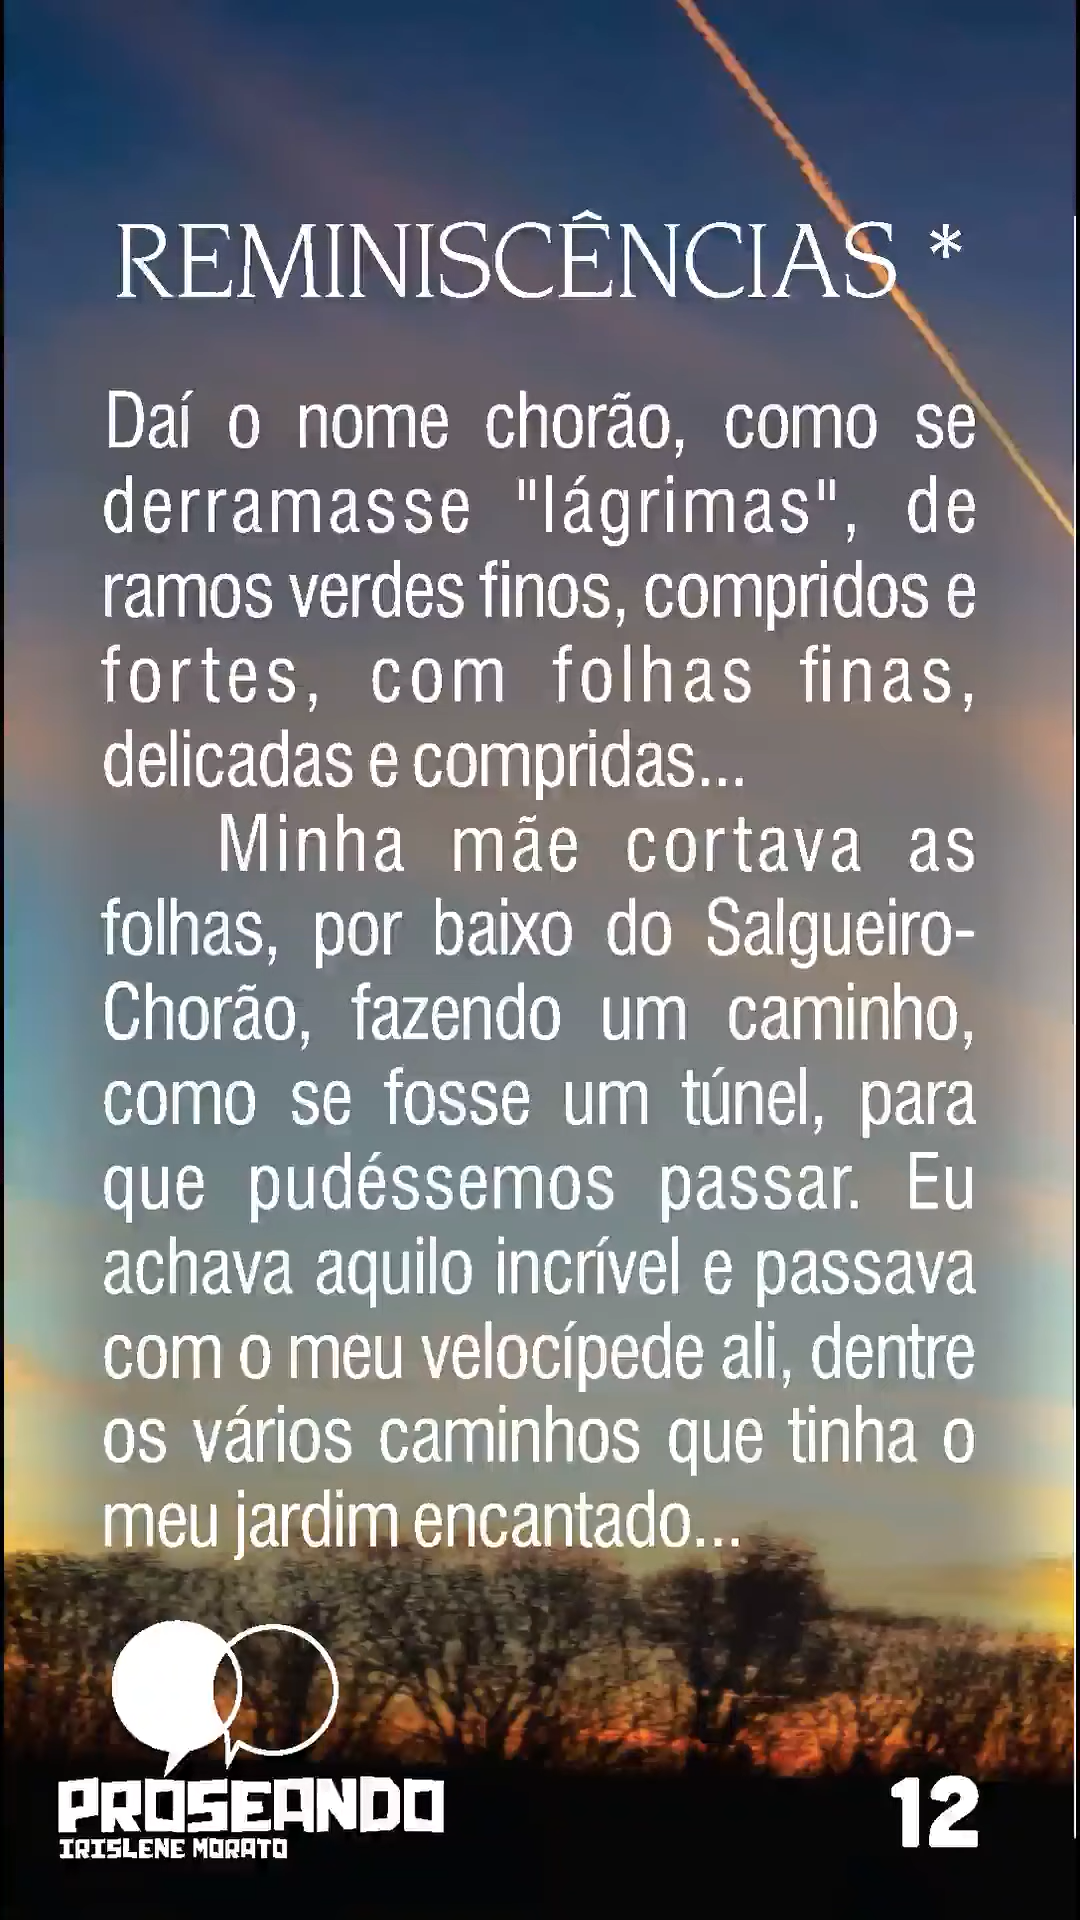 REMINISCÊNCIAS *
Daí o nome chorão, como se
derramasse "lágrimas", de
ramos verdes finos, compridos e
fortes, com folhas finas,
delicadas e compridas...
Minha mãe cortava as
folhas, por baixo do Salgueiro-
Chorão, fazendo um caminho,
como se fosse um túnel, para
que pudéssemos passar. Eu
achava aquilo incrível e passava
com o meu velocípede ali, dentre
os vários caminhos que tinha o
meu jardim encantado...
PROSEANDO
IRISLENE MORATO
12